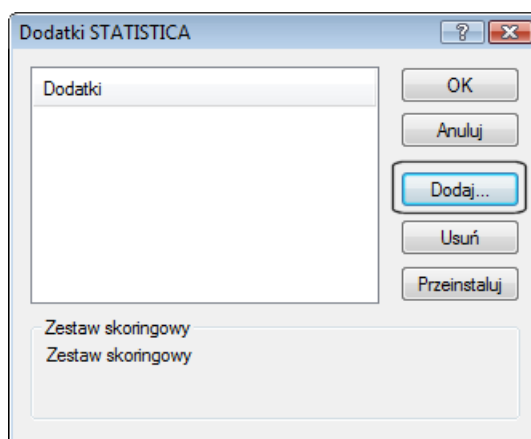 Dodatki STATISTICA
Dodatki
OK
Anuluj
Dodaj...
Usuń
Przeinstaluj
Zestaw skoringowy
Zestaw skoringowy